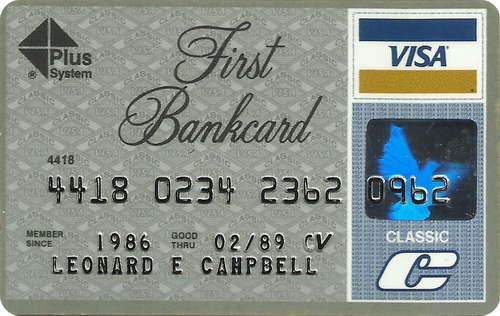 Plus
® System
First
Bankcard
VISA
4418
4418 0234 2362 0962
MEMBER SINCE 1986 GOOD THRU 02/89 CV
LEONARD E CAMPBELL
CLASSIC